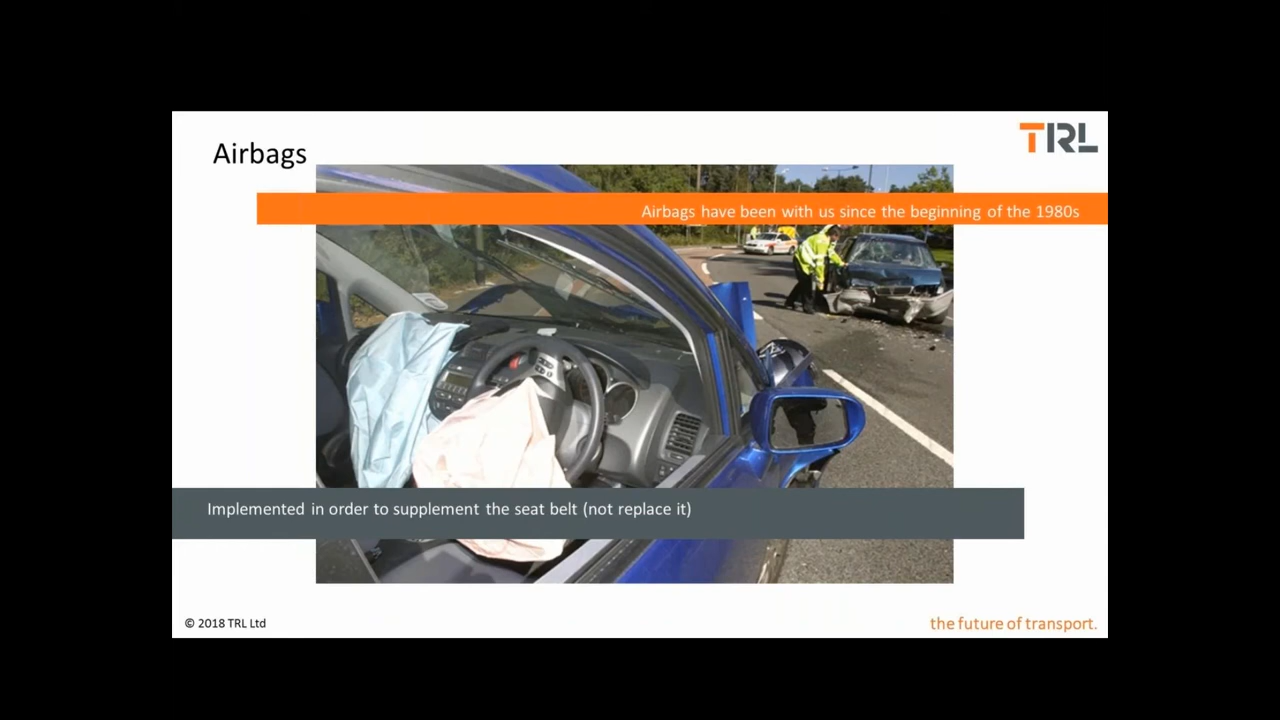 Airbags
TRL
Airbags have been with us since the beginning of the 1980s
Implemented in order to supplement the seat belt (not replace it)
© 2018 TRL Ltd
the future of transport.